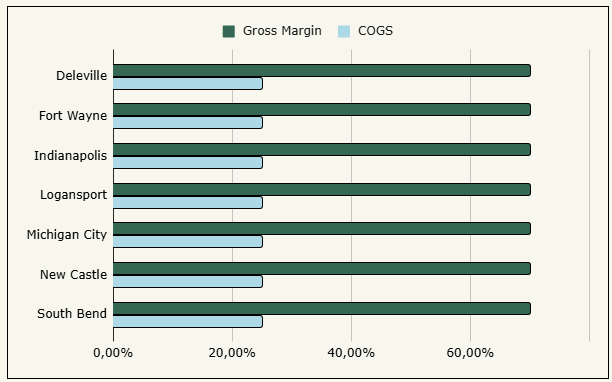 Gross Margin COGS
Deleville
Fort Wayne
Indianapolis
Logansport
Michigan City
New Castle
South Bend
0,00% 20,00% 40,00% 60,00%